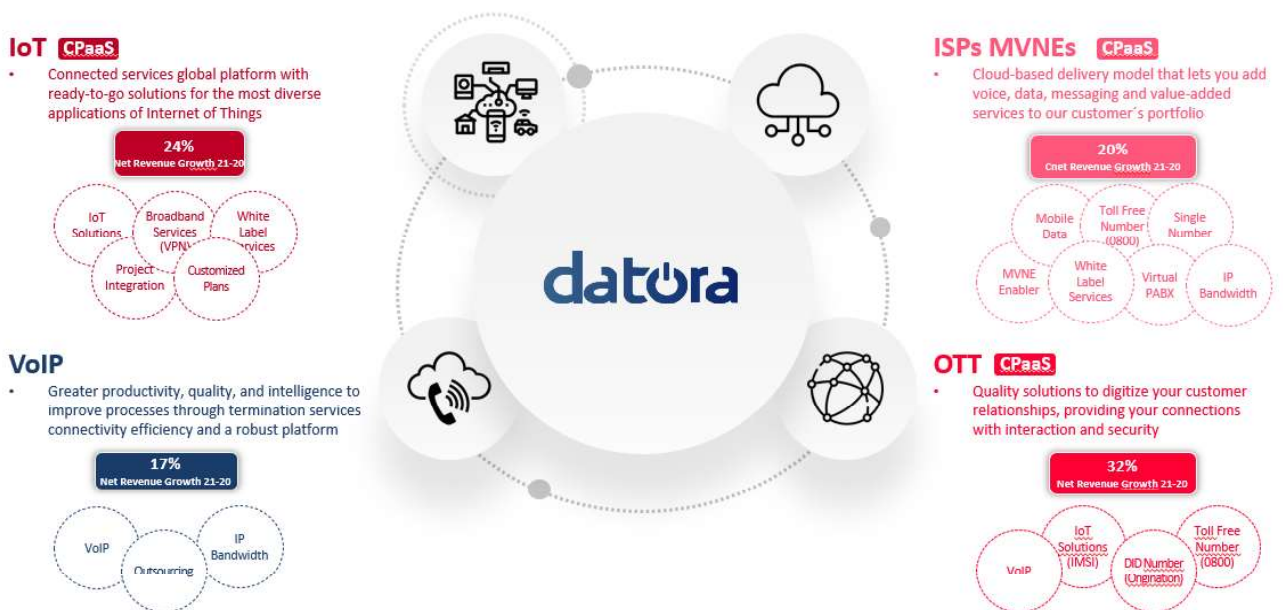 IoT CPaaS
• Connected services global platform with
ready-to-go solutions for the most diverse
applications of Internet of Things
24%
Net Revenue Growth 21-20
IoT
Solutions
Broadband
Services
(VPN)
White
Label
Services
Project
Integration
Customized
Plans
VoIP
• Greater productivity, quality, and intelligence to
improve processes through termination services
connectivity efficiency and a robust platform
17%
Net Revenue Growth 21-20
VoIP
Outsourcing
IP
Bandwidth
datora
ISPs MVNEs CPaaS
• Cloud-based delivery model that lets you add
voice, data, messaging and value-added
services to our customer´s portfolio
20%
Cnet Revenue Growth 21-20
Mobile
Data
Toll Free
Number
(0800)
Single
Number
MVNE
Enabler
White
Label
Services
Virtual
PABX
IP
Bandwidth
OTT CPaaS
• Quality solutions to digitize your customer
relationships, providing your connections
with interaction and security
32%
Net Revenue Growth 21-20
VoIP
IoT
Solutions
(IMSI)
DID Number
(Origination)
Toll Free
Number
(0800)